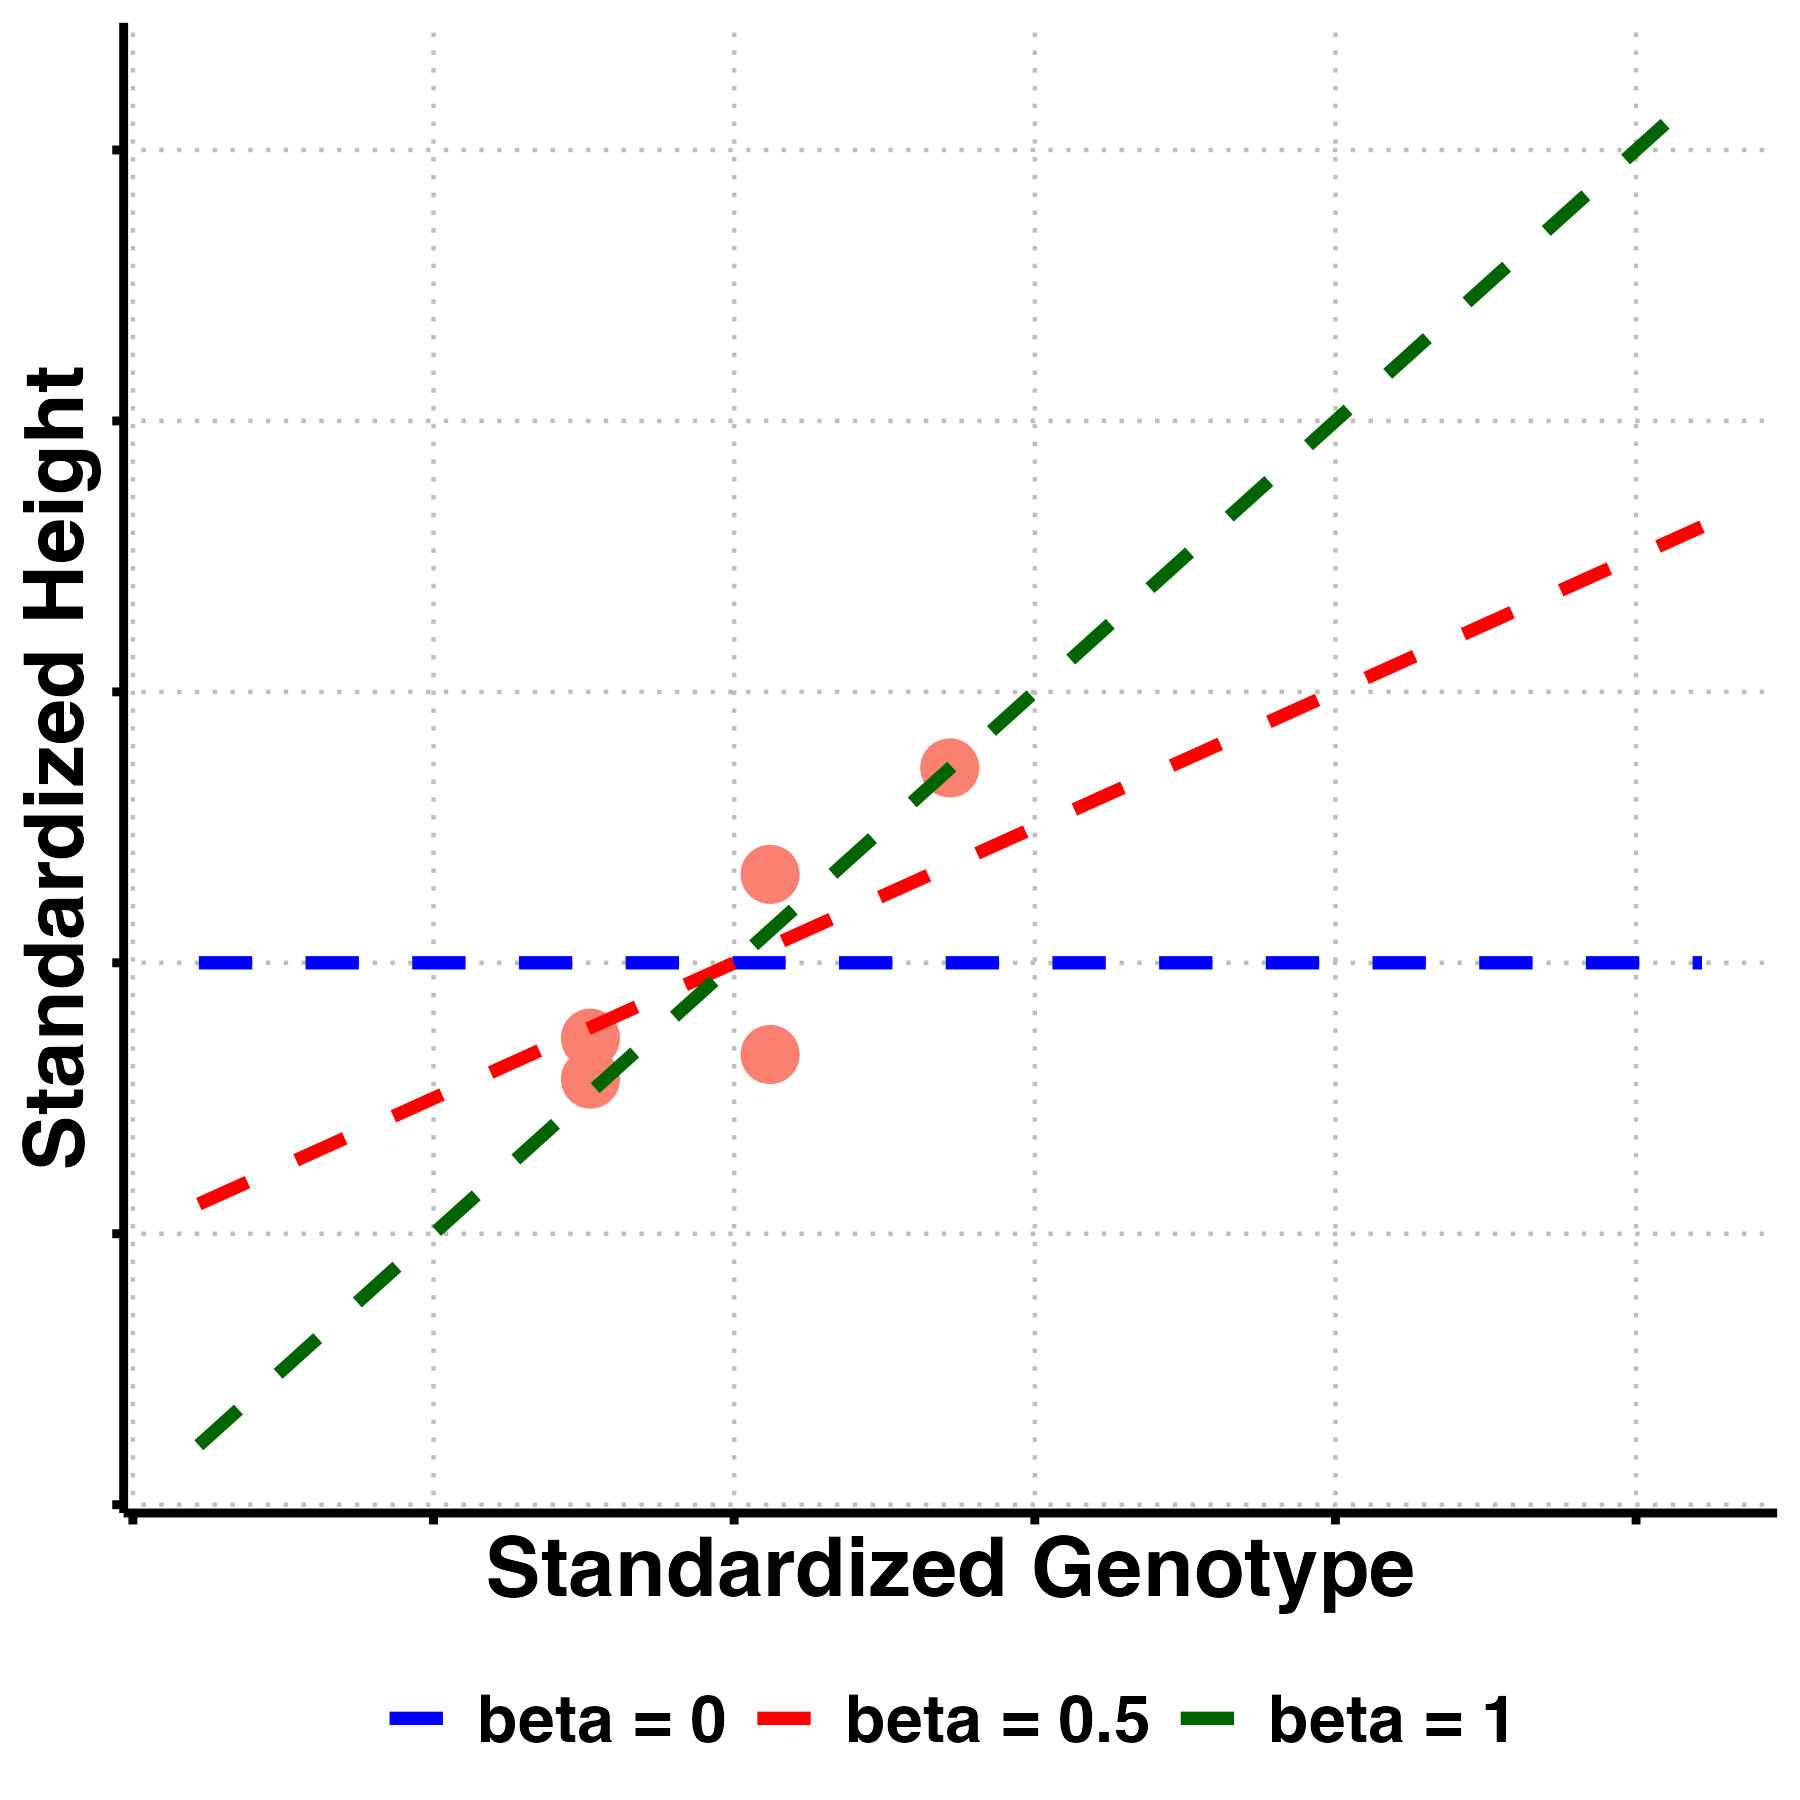 Standardized Height
Standardized Genotype
beta = 0 beta = 0.5 beta = 1